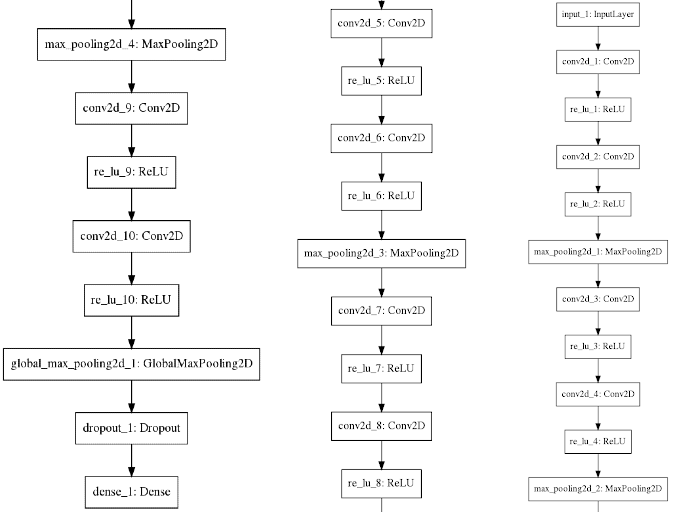 max_pooling2d_4: MaxPooling2D
conv2d_9: Conv2D
re_lu_9: ReLU
conv2d_10: Conv2D
re_lu_10: ReLU
global_max_pooling2d_1: GlobalMaxPooling2D
dropout_1: Dropout
dense_1: Dense
conv2d_5: Conv2D
re_lu_5: ReLU
conv2d_6: Conv2D
re_lu_6: ReLU
max_pooling2d_3: MaxPooling2D
conv2d_7: Conv2D
re_lu_7: ReLU
conv2d_8: Conv2D
re_lu_8: ReLU
input_1: InputLayer
conv2d_1: Conv2D
re_lu_1: ReLU
conv2d_2: Conv2D
re_lu_2: ReLU
max_pooling2d_1: MaxPooling2D
conv2d_3: Conv2D
re_lu_3: ReLU
conv2d_4: Conv2D
re_lu_4: ReLU
max_pooling2d_2: MaxPooling2D